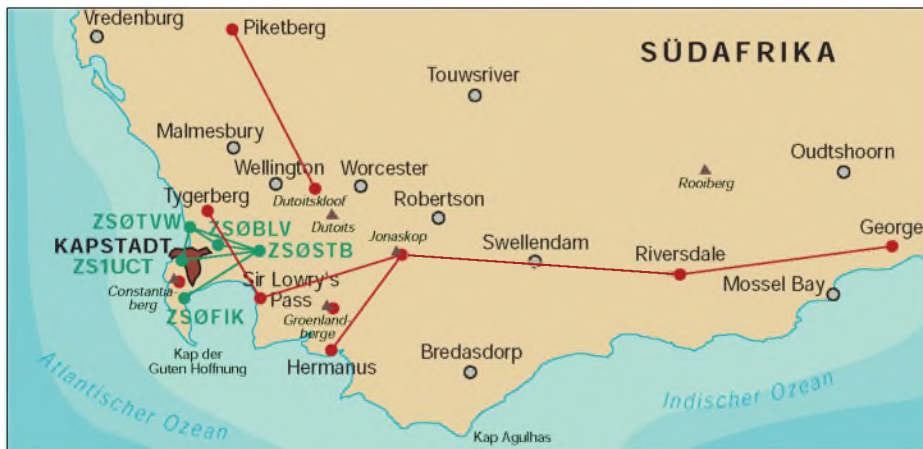 Vredenburg
Piketberg
SÜDAFRIKA
Touwsriver
Malmesbury
Wellington
Worcester
Oudtshoorn
Rooiberg
Tygerberg
Dutoitskloof
Robertson
ZSØTVW
ZSØBLV
Dutoits
George
KAPSTADT
ZSØSTB
Jonaskop
Swellendam
Riversdale
ZS1UCT
Sir Lowry's
Pass
Mossel Bay
Constantia-
berg
ZSØFIK
Groenland-
berge
Kap der
Guten Hoffnung
Hermanus
Bredasdorp
Atlantischer Ozean
Indischer Ozean
Kap Agulhas